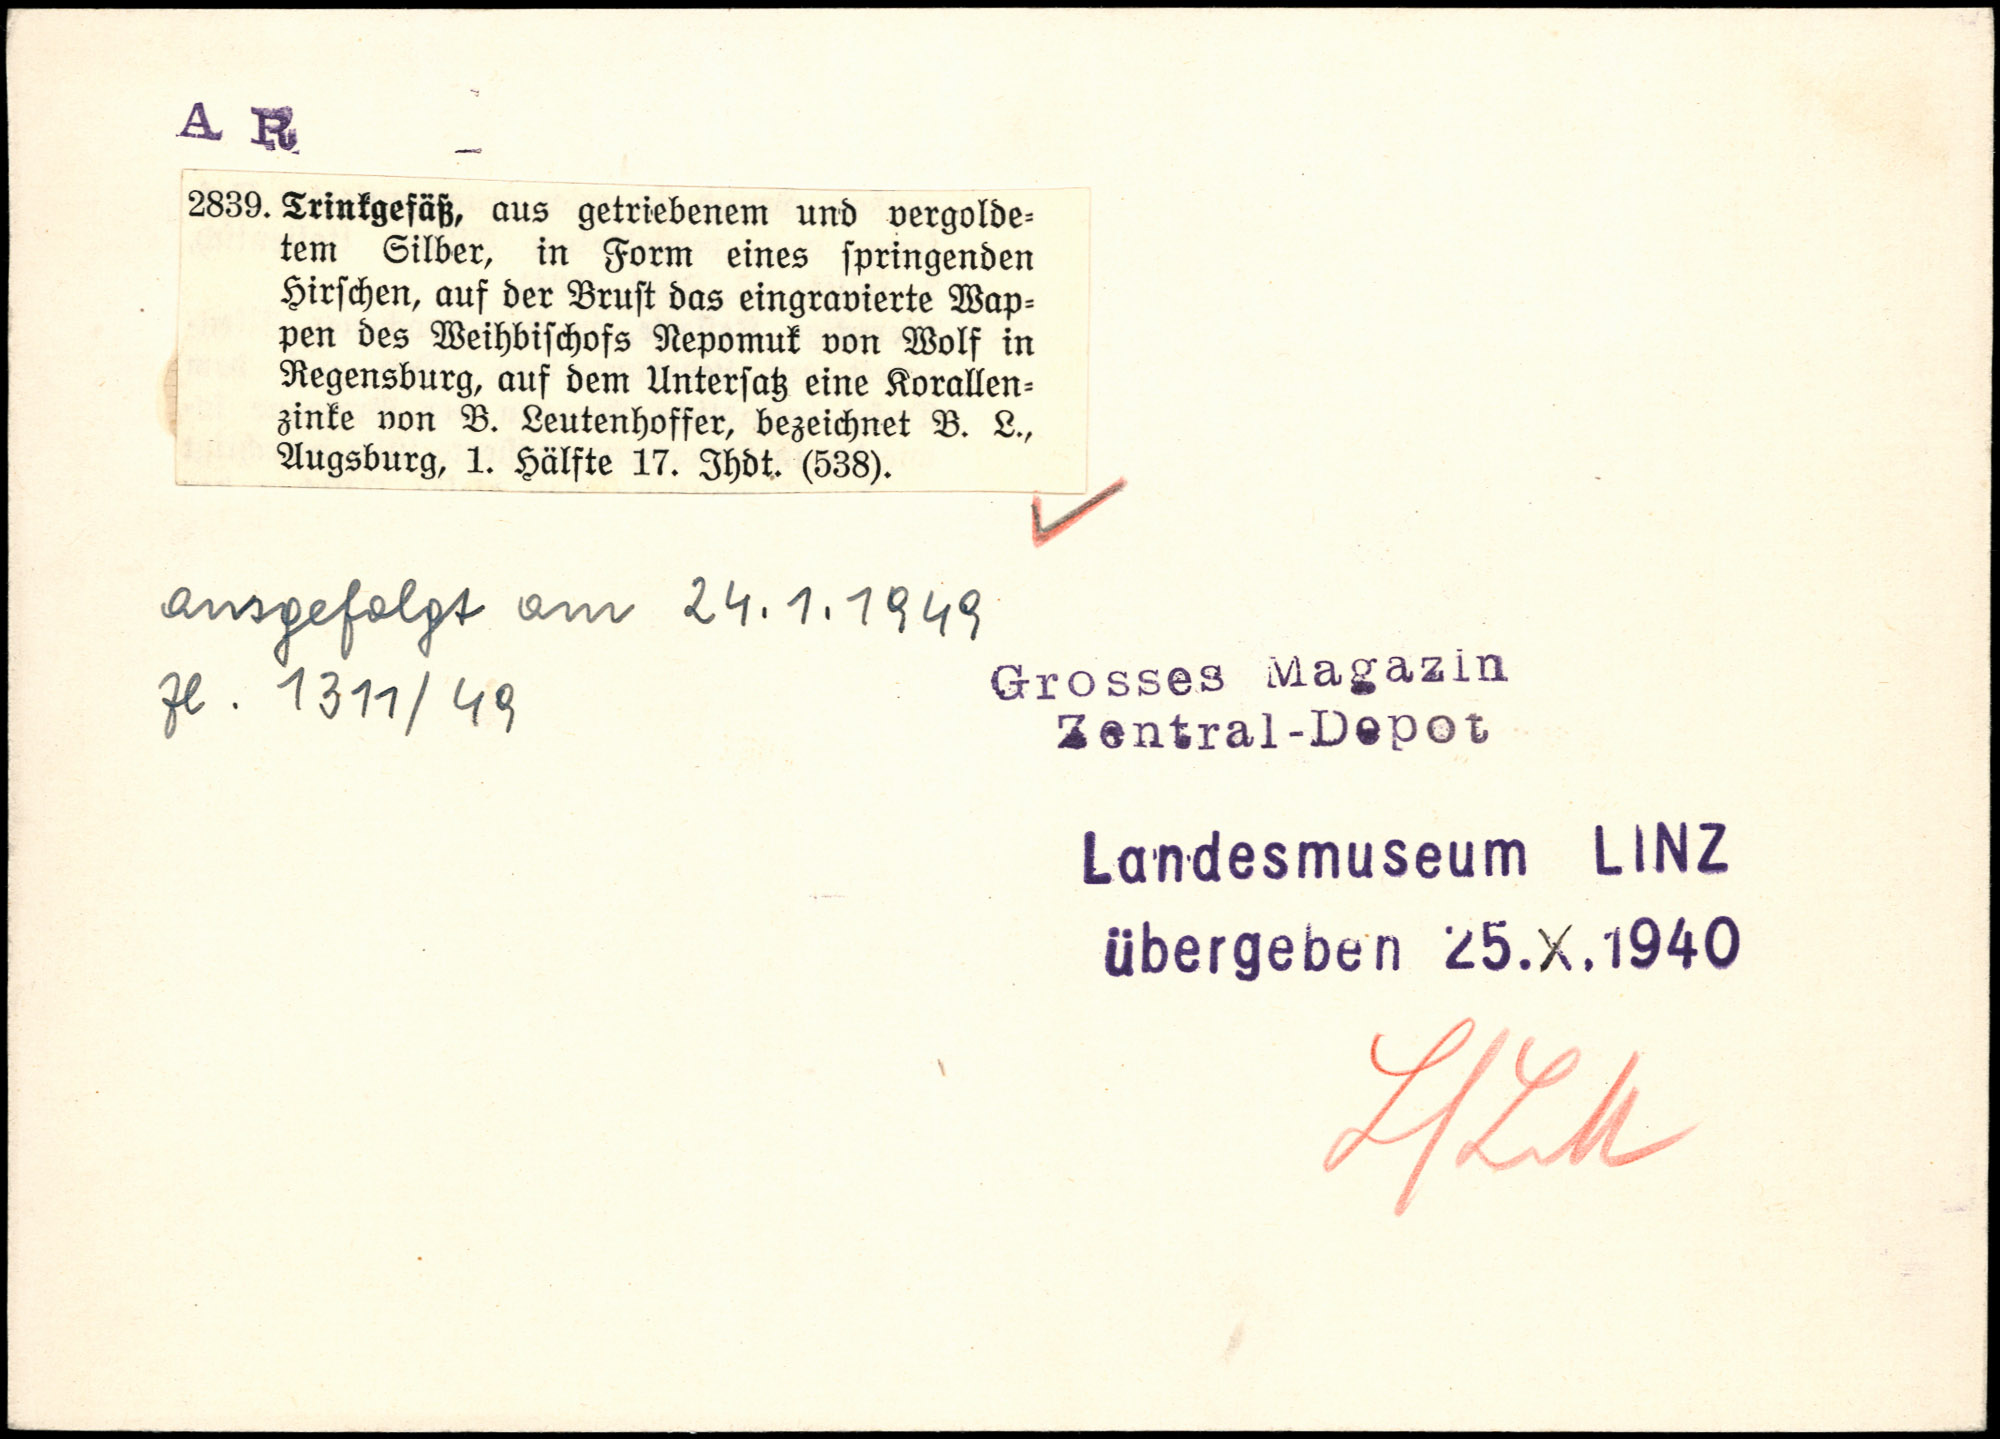 A R
2839. Trinkgefäß, aus getriebenem und vergolde=
tem Silber, in Form eines springenden
Hirschen, auf der Brust das eingravierte Wap=
pen des Weihbischofs Nepomuk von Wolf in
Regensburg, auf dem Untersatz eine Korallen=
zinke von B. Leutenhoffer, bezeichnet B. L.,
Augsburg, 1. Hälfte 17. Jhdt. (538).
ausgefolgt am 24.1.1949
Zl. 1311/49
Grosses Magazin
Zentral-Depot
Landesmuseum LINZ
übergeben 25.X.1940